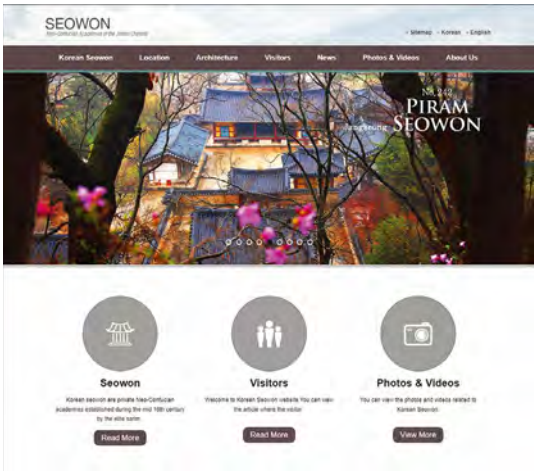 SEOWON
Neo-Confucian Academies of the Joseon Dynasty
Sitemap Korean English
Korean Seowon Location Architecture Visitors News Photos & Videos About Us
No. 242
PIRAM
Jangseong SEOWON
Seowon
Korean seowon are private Neo-Confucian
academies established during the mid 16th century
by the elite sarim.
Read More
Visitors
Welcome to Korean Seowon website.You can view
the article where the visitor.
Read More
Photos & Videos
You can view the photos and videos related to
Korean Seowon.
View More